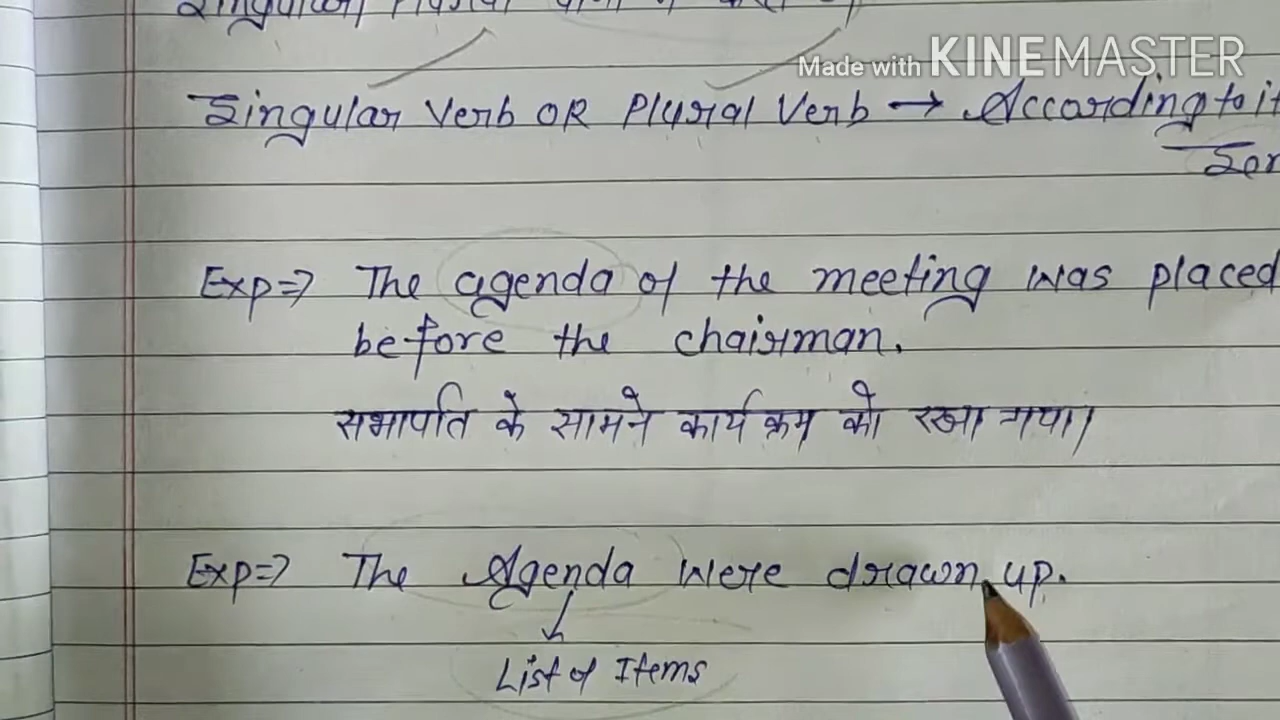 Singular, Plural दोनों में
Made with KINEMASTER
Singular Verb OR Plural Verb → According to it
Exp⇒ The agenda of the meeting was placed
before the chairman.
सभापति के सामने कार्यक्रम को रखा गया।
Exp⇒ The Agenda were drawn up.
List of Items